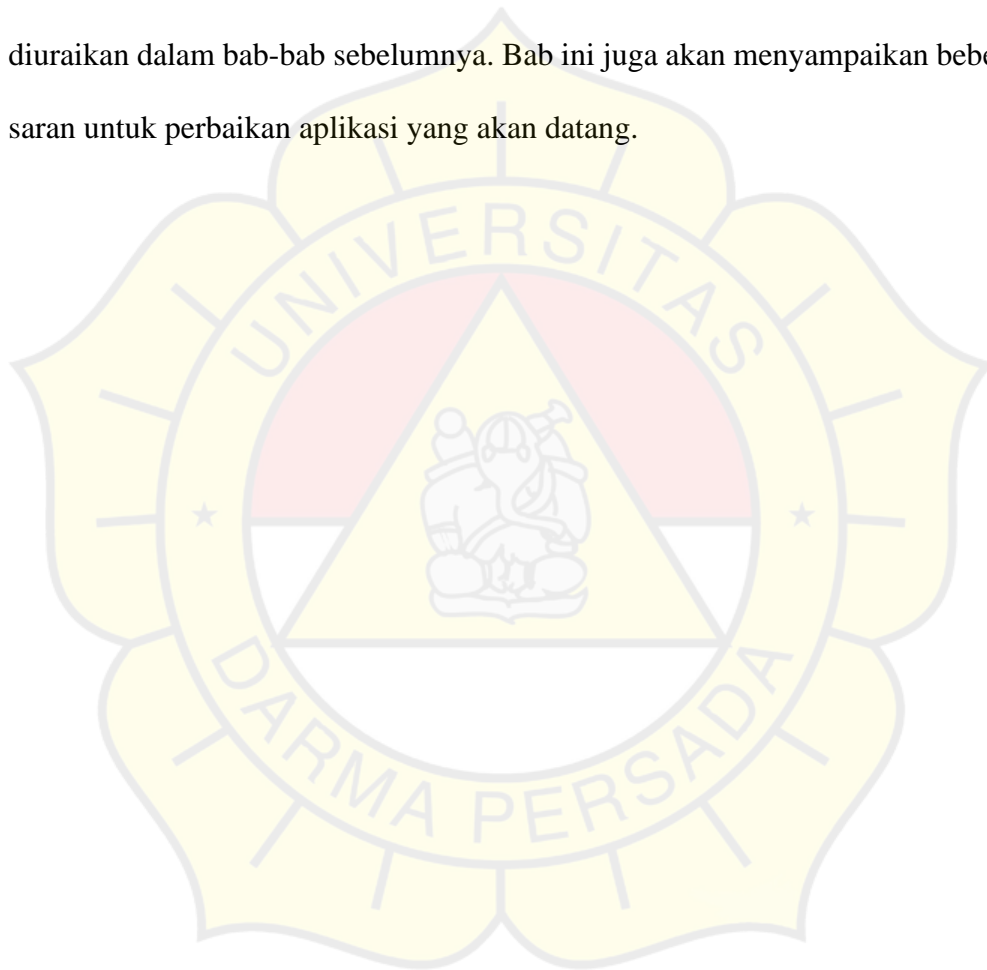 diuraikan dalam bab-bab sebelumnya. Bab ini juga akan menyampaikan
saran untuk perbaikan aplikasi yang akan datang.
UNIVERSITAS
DARMA PERSADA